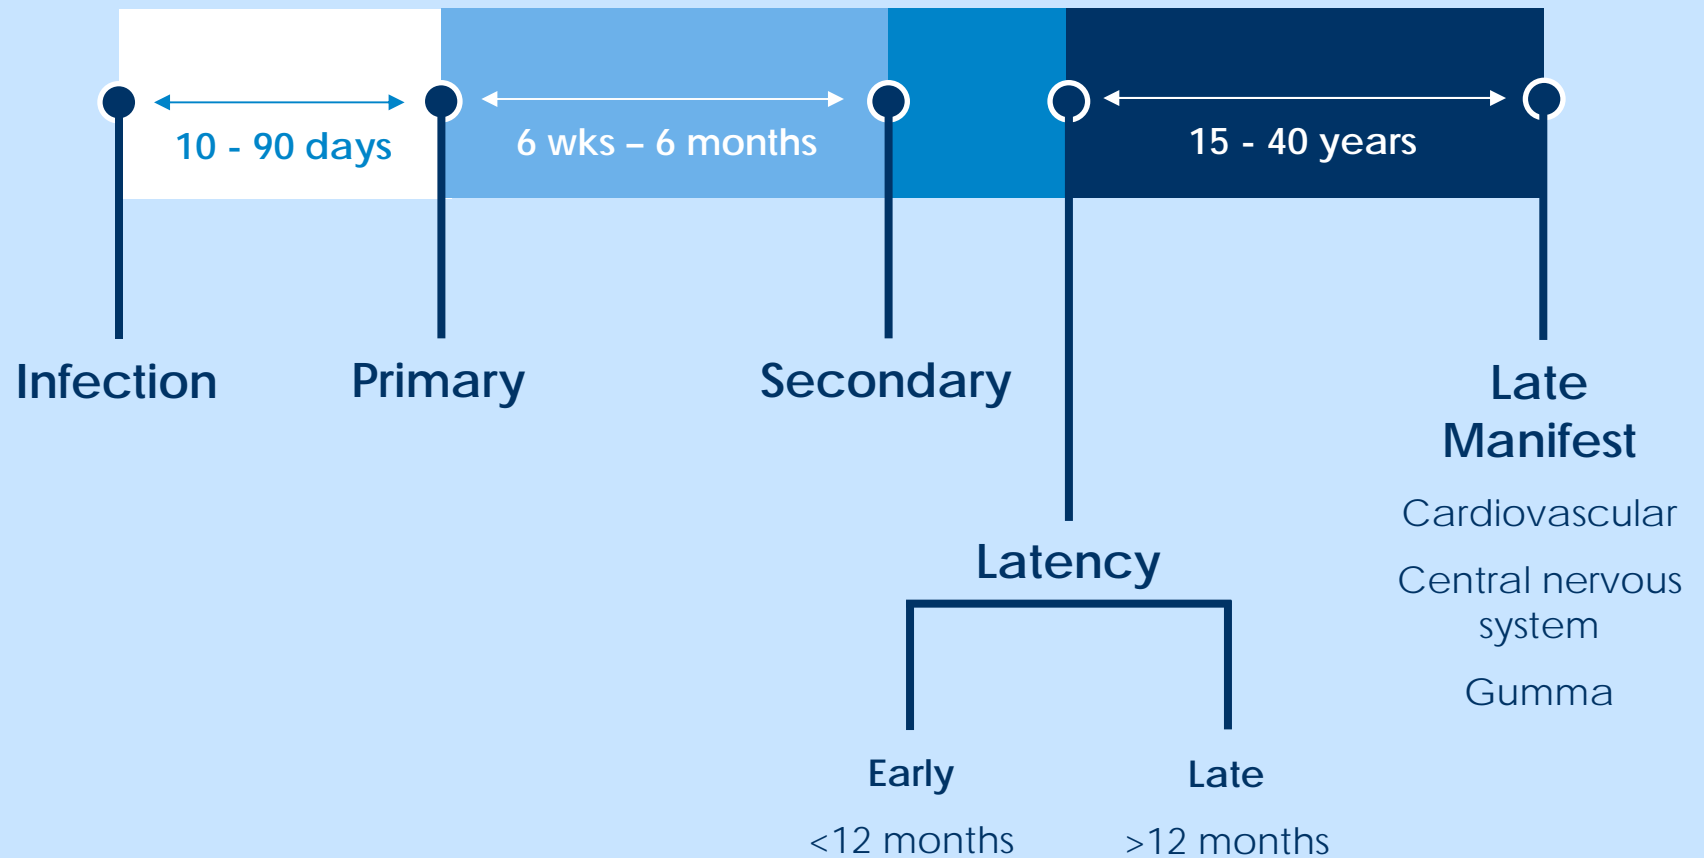 10 - 90 days
6 wks – 6 months
15 - 40 years
Infection
Primary
Secondary
Late
Manifest
Cardiovascular
Central nervous
system
Gumma
Latency
Early
Late
<12 months
>12 months